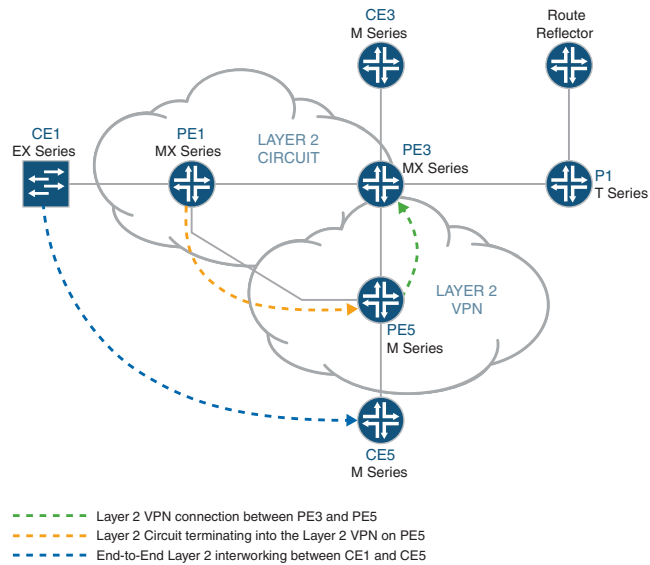 CE3
M Series
Route
Reflector
CE1
EX Series
PE1
MX Series
LAYER 2
CIRCUIT
PE3
MX Series
P1
T Series
LAYER 2
VPN
PE5
M Series
CE5
M Series
Layer 2 VPN connection between PE3 and PE5
Layer 2 Circuit terminating into the Layer 2 VPN on PE5
End-to-End Layer 2 interworking between CE1 and CE5